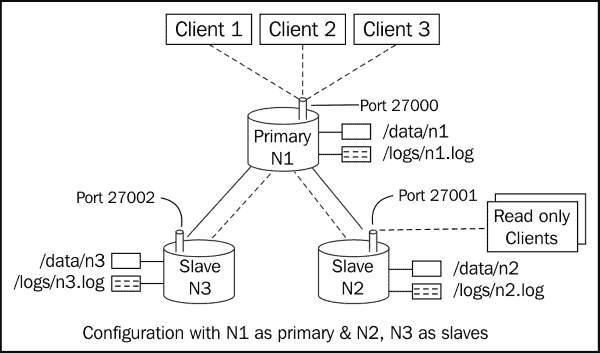 Client 1 Client 2 Client 3
Port 27000
Primary
N1
/data/n1
/logs/n1.log
Port 27002
Port 27001
Read only
Clients
/data/n3
/logs/n3.log
Slave
N3
Slave
N2
/data/n2
/logs/n2.log
Configuration with N1 as primary & N2, N3 as slaves